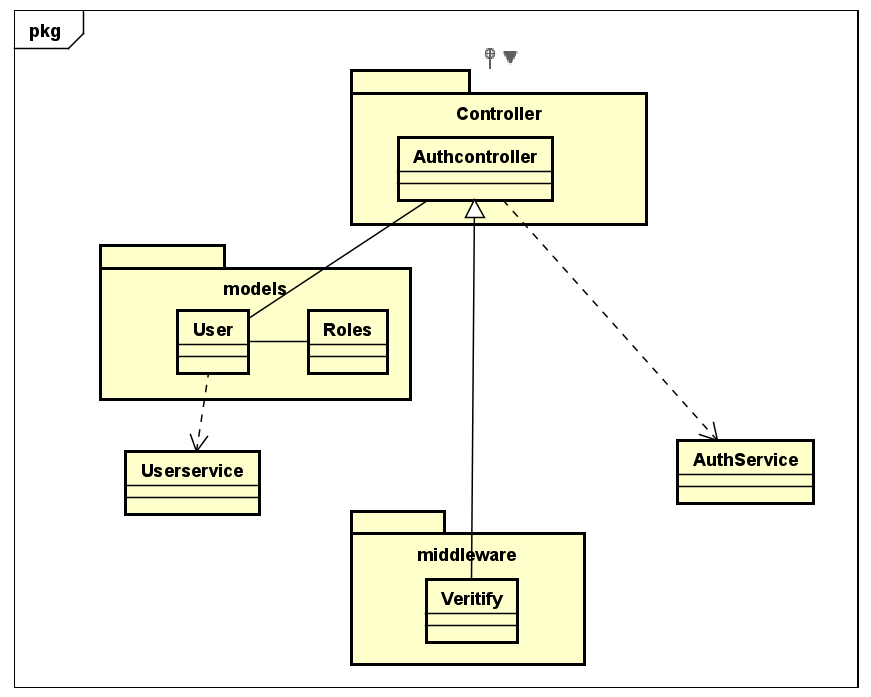 pkg
Controller
Authcontroller
models
User
Roles
Userservice
AuthService
middleware
Veritify